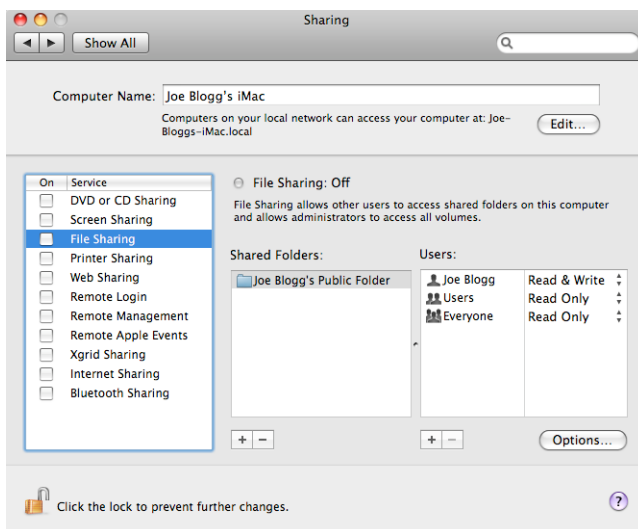 Sharing
Show All
Computer Name: Joe Blogg's iMac
Computers on your local network can access your computer at: Joe-
Bloggs-iMac.local
Edit...
On Service
DVD or CD Sharing
Screen Sharing
File Sharing
Printer Sharing
Web Sharing
Remote Login
Remote Management
Remote Apple Events
Xgrid Sharing
Internet Sharing
Bluetooth Sharing
File Sharing: Off
File Sharing allows other users to access shared folders on this computer
and allows administrators to access all volumes.
Shared Folders:
Joe Blogg's Public Folder
Users:
Joe Blogg Read & Write
Users Read Only
Everyone Read Only
+ −
+ −
Options...
Click the lock to prevent further changes.
?